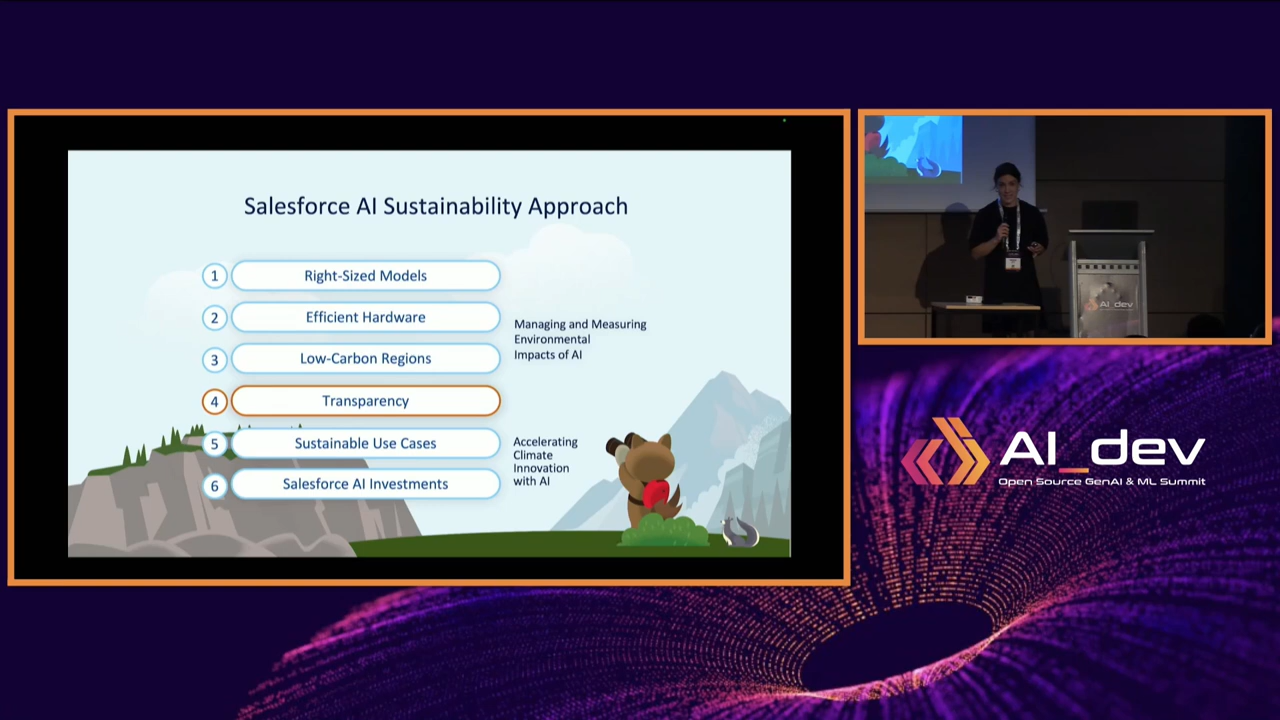 Salesforce AI Sustainability Approach
1
Right-Sized Models
2
Efficient Hardware
3
Low-Carbon Regions
4
Transparency
5
Sustainable Use Cases
6
Salesforce AI Investments
Managing and Measuring
Environmental
Impacts of AI
Accelerating
Climate
Innovation
with AI
AI_dev
AI_dev
Open Source GenAI & ML Summit